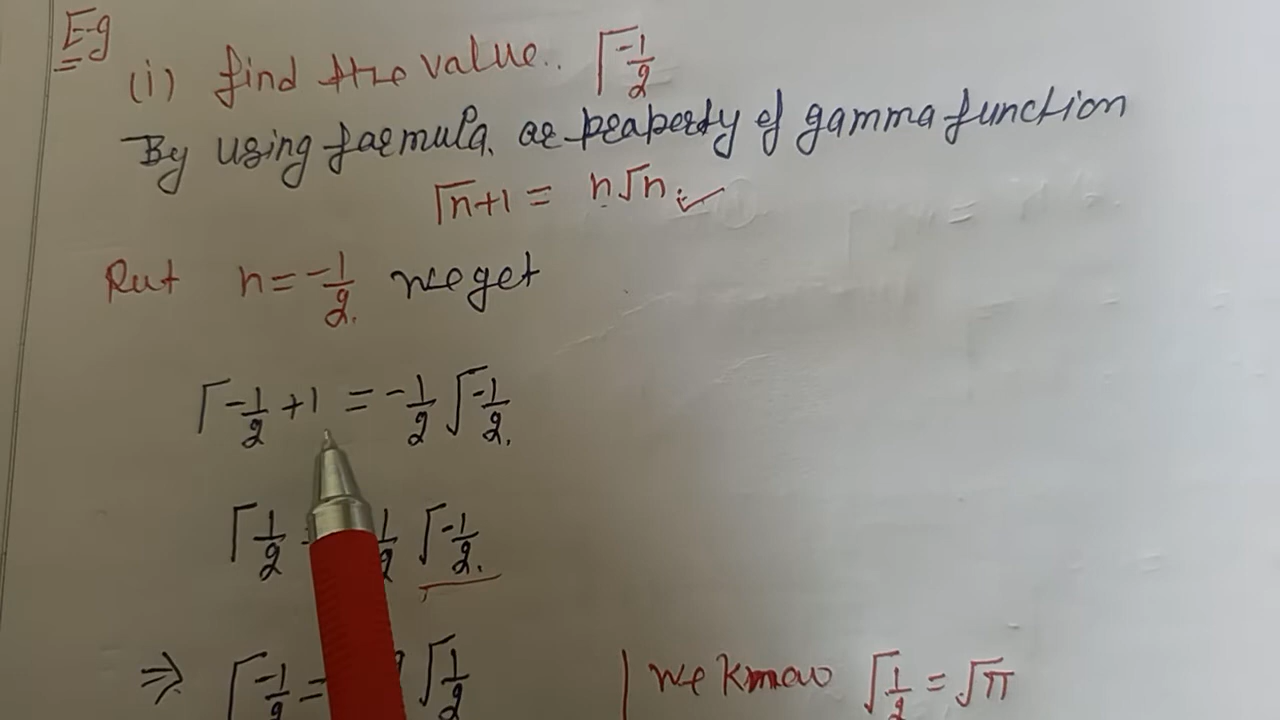 E-g
(i) find the value.. Γ-1/2
By using formula. or property of gamma function
Γn+1 = nΓn.
Put n = -1/2. we get
Γ-1/2 + 1 = -1/2 Γ-1/2.
Γ1/2 1/2 Γ-1/2.
⇒ Γ-1/2 = Γ1/2
we know Γ1/2 = √π